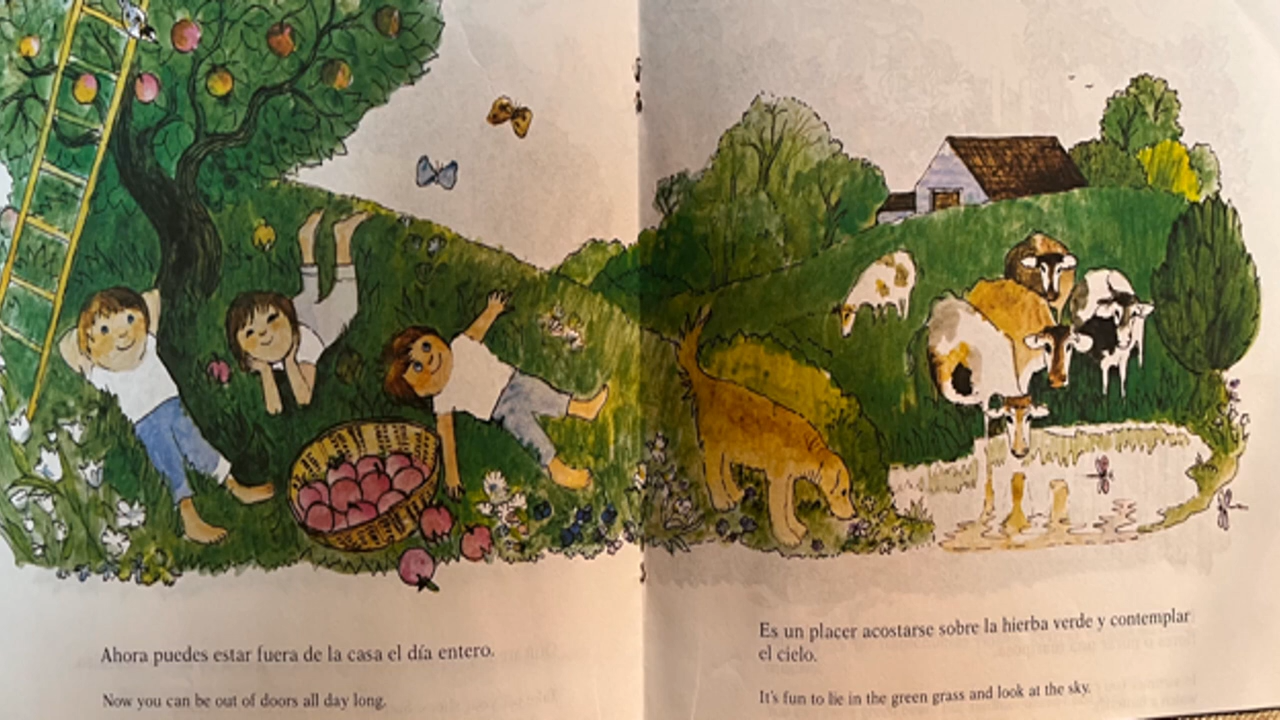 Ahora puedes estar fuera de la casa el día entero.
Now you can be out of doors all day long.
Es un placer acostarse sobre la hierba verde y contemplar
el cielo.
It's fun to lie in the green grass and look at the sky.